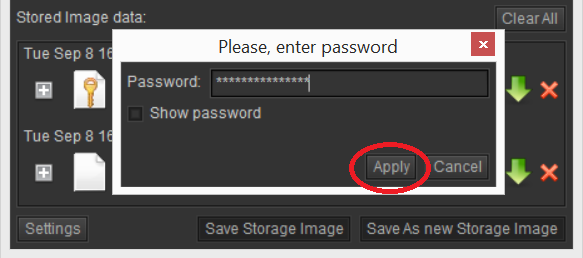 Stored Image data:
Clear All
Tue Sep 8 16
Please, enter password
Password: ***************
Show password
Apply
Cancel
Tue Sep 8 16
Settings
Save Storage Image
Save As new Storage Image